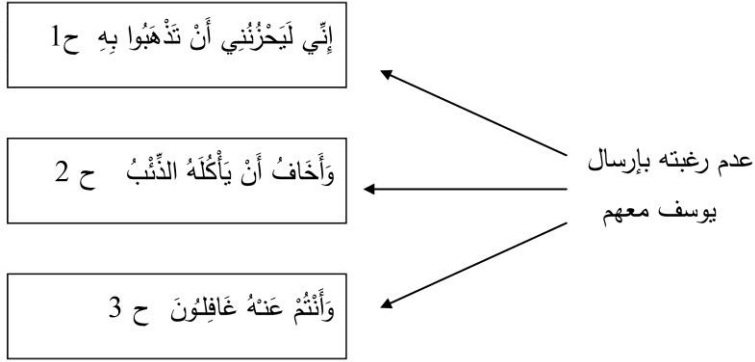 إِنِّي لَيَحْزُنُنِي أَنْ تَذْهَبُوا بِهِ ح1
عدم رغبته بإرسال
يوسف معهم
وَأَخَافُ أَنْ يَأْكُلَهُ الذِّئْبُ ح 2
وَأَنْتُمْ عَنْهُ غَافِلُونَ ح 3